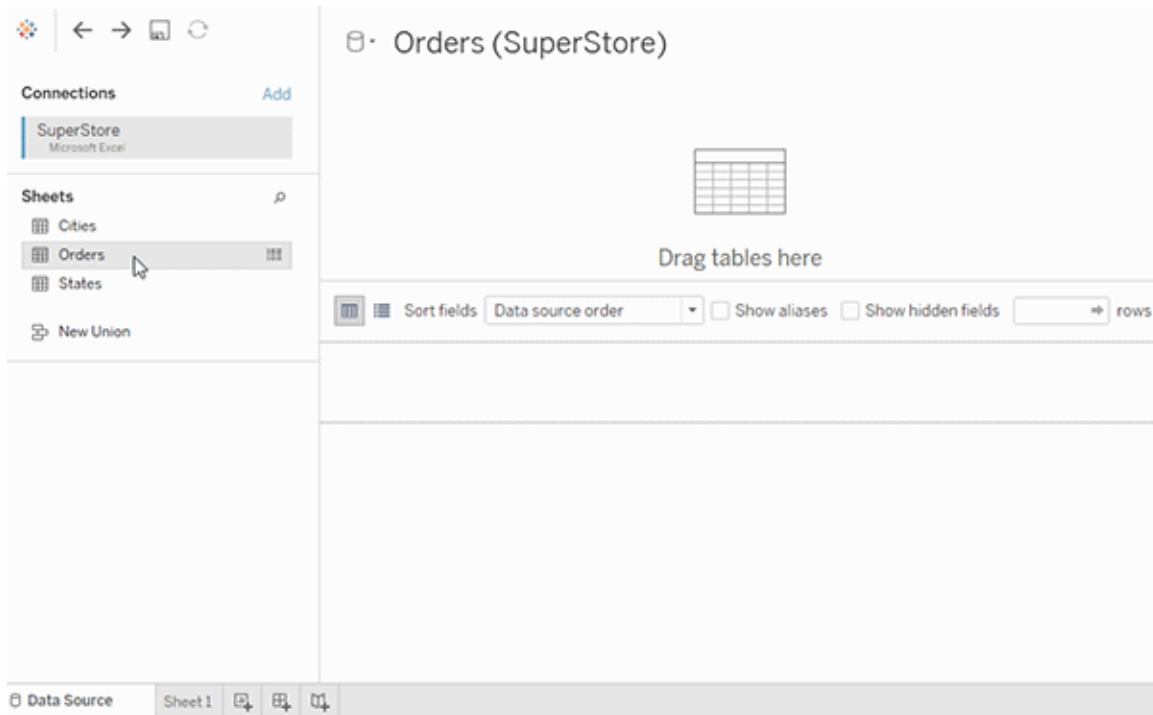 Orders (SuperStore)
Connections
Add
SuperStore
Microsoft Excel
Sheets
Cities
Orders
States
New Union
Drag tables here
Sort fields Data source order Show aliases Show hidden fields rows
Data Source Sheet 1